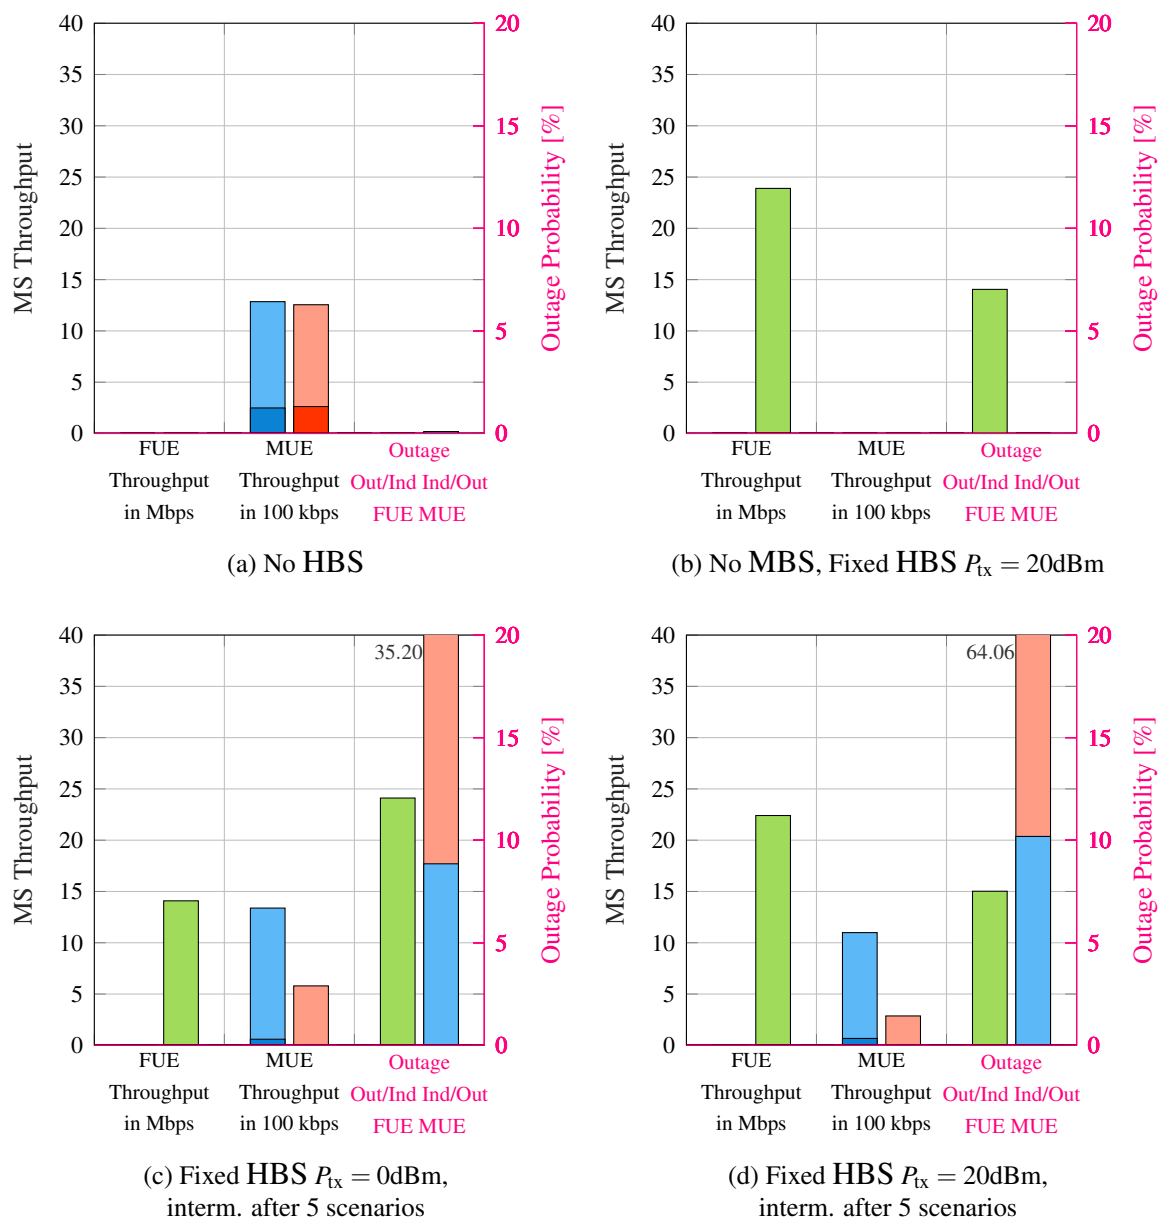 40
35
30
25
20
15
10
5
0
MS Throughput
20
15
10
5
0
Outage Probability [%]
FUE
Throughput
in Mbps
MUE
Throughput
in 100 kbps
Outage
Out/Ind Ind/Out
FUE MUE
(a) No HBS
40
35
30
25
20
15
10
5
0
MS Throughput
20
15
10
5
0
Outage Probability [%]
FUE
Throughput
in Mbps
MUE
Throughput
in 100 kbps
Outage
Out/Ind Ind/Out
FUE MUE
(b) No MBS, Fixed HBS Ptx = 20dBm
40
35
30
25
20
15
10
5
0
MS Throughput
35.20
20
15
10
5
0
Outage Probability [%]
FUE
Throughput
in Mbps
MUE
Throughput
in 100 kbps
Outage
Out/Ind Ind/Out
FUE MUE
(c) Fixed HBS Ptx = 0dBm,
interm. after 5 scenarios
40
35
30
25
20
15
10
5
0
MS Throughput
64.06
20
15
10
5
0
Outage Probability [%]
FUE
Throughput
in Mbps
MUE
Throughput
in 100 kbps
Outage
Out/Ind Ind/Out
FUE MUE
(d) Fixed HBS Ptx = 20dBm,
interm. after 5 scenarios